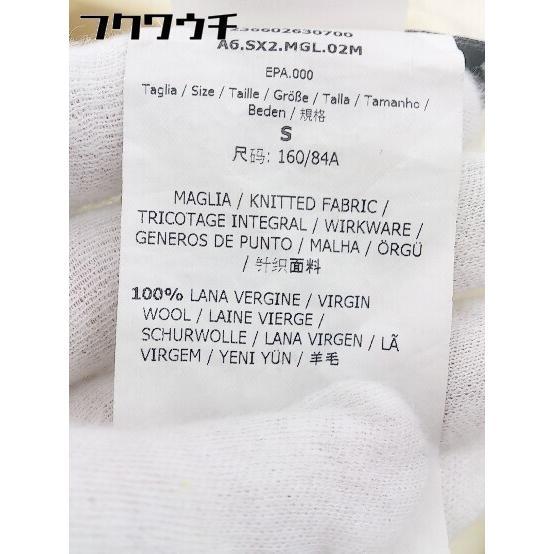 フクワウチ
A6.SX2.MGL.02M
EPA.000
Taglia / Size / Taille / Größe / Talla / Tamanho /
Beden / 规格
S
尺码: 160/84A
MAGLIA / KNITTED FABRIC /
TRICOTAGE INTEGRAL / WIRKWARE /
GENEROS DE PUNTO / MALHA / ÖRGÜ
/ 针织面料
100% LANA VERGINE / VIRGIN
WOOL / LAINE VIERGE /
SCHURWOLLE / LANA VIRGEN / LÃ
VIRGEM / YENI YÜN / 羊毛